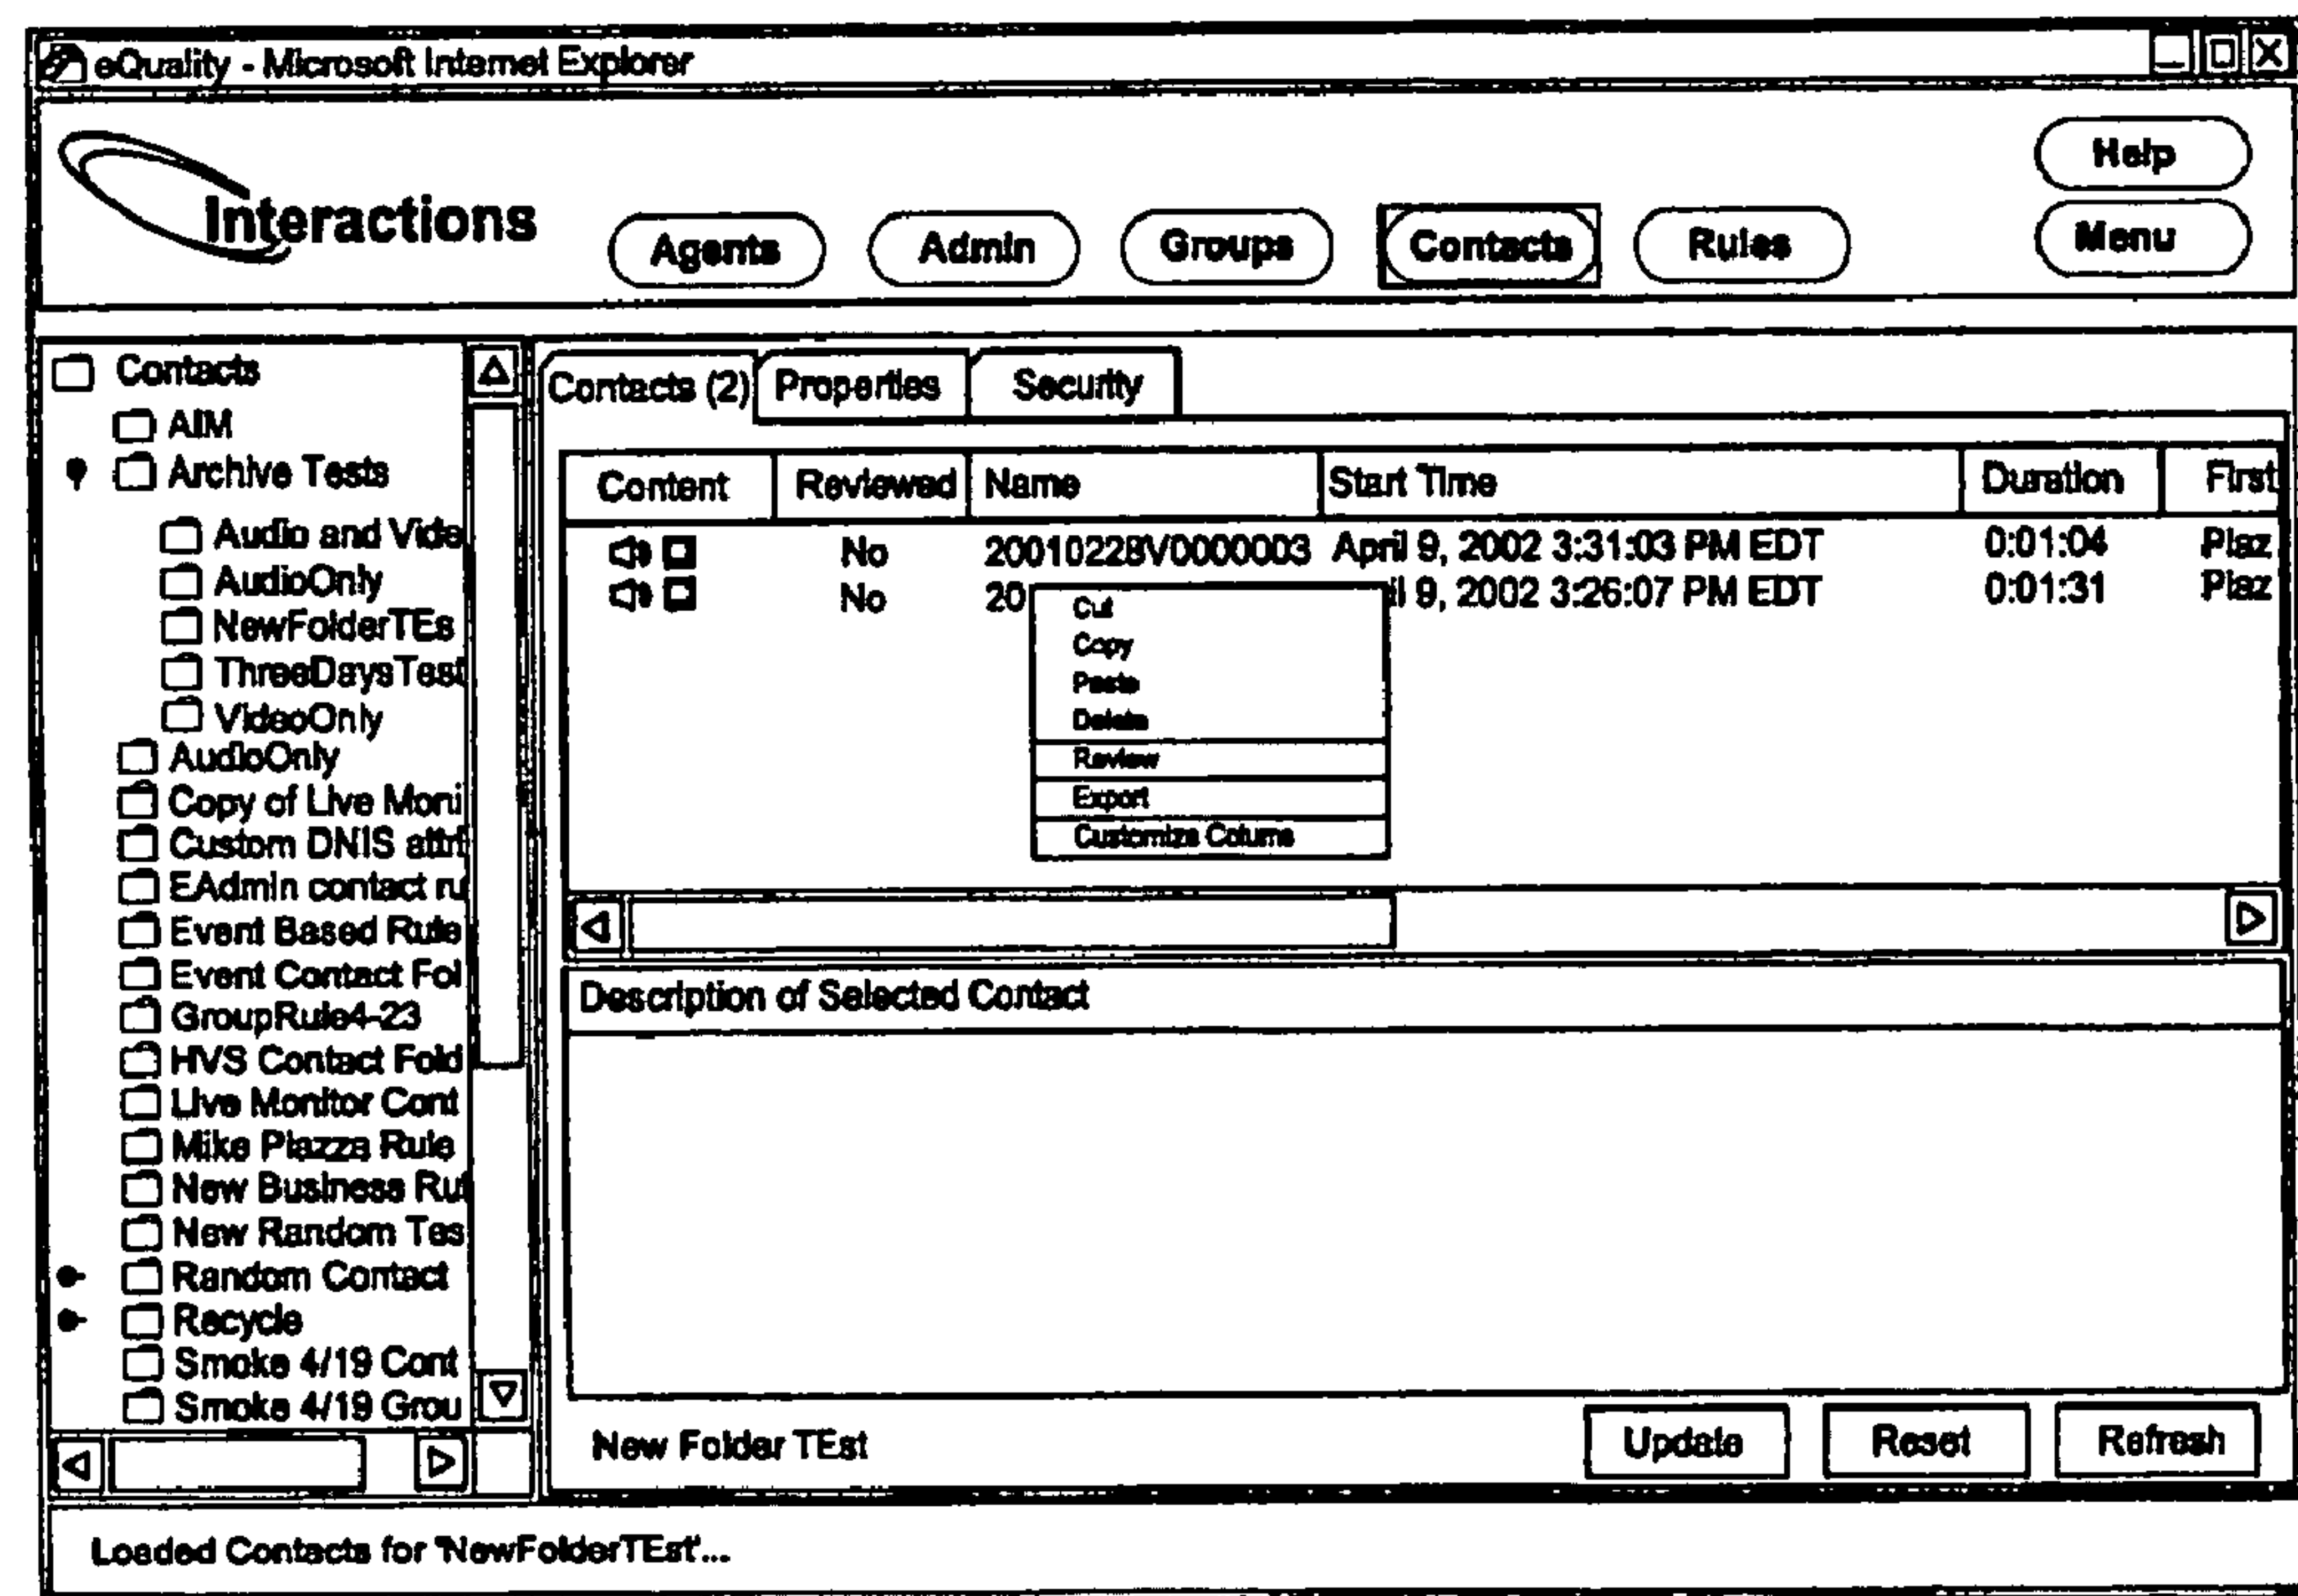 eQuality - Microsoft Internet Explorer
Help
Interactions Agents Admin Groups Contacts Rules
Menu
Contacts
AIM
Archive Tests
Audio and Vide
AudioOnly
NewFolderTEs
ThreeDaysTest
VideoOnly
AudioOnly
Copy of Live Moni
Custom DNIS attri
EAdmin contact ru
Event Based Rule
Event Contact Fol
GroupRule4-23
HVS Contact Fold
Live Monitor Cont
Mike Piazza Rule
New Business Rul
New Random Tes
Random Contact
Recycle
Smoke 4/19 Cont
Smoke 4/19 Grou
Contacts (2) Properties Security
Content Reviewed Name Start Time Duration First
No 20010228V0000003 April 9, 2002 3:31:03 PM EDT 0:01:04 Piaz
No 20 il 9, 2002 3:26:07 PM EDT 0:01:31 Piaz
Cut
Copy
Paste
Delete
Review
Export
Customize Colums
Description of Selected Contact
New Folder TEst Update Reset Refresh
Loaded Contacts for 'NewFolderTEst'...